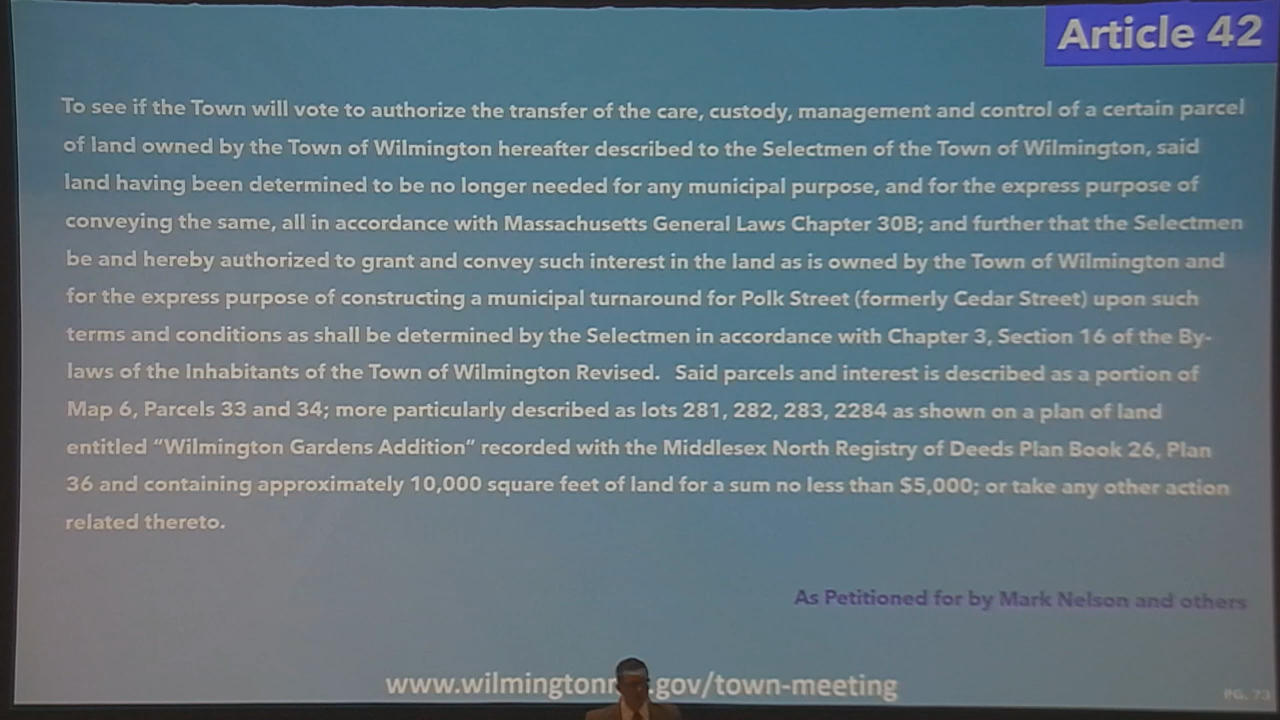 Article 42
To see if the Town will vote to authorize the transfer of the care, custody, management and control of a certain parcel
of land owned by the Town of Wilmington hereafter described to the Selectmen of the Town of Wilmington, said
land having been determined to be no longer needed for any municipal purpose, and for the express purpose of
conveying the same, all in accordance with Massachusetts General Laws Chapter 30B; and further that the Selectmen
be and hereby authorized to grant and convey such interest in the land as is owned by the Town of Wilmington and
for the express purpose of constructing a municipal turnaround for Polk Street (formerly Cedar Street) upon such
terms and conditions as shall be determined by the Selectmen in accordance with Chapter 3, Section 16 of the By-
laws of the Inhabitants of the Town of Wilmington Revised. Said parcels and interest is described as a portion of
Map 6, Parcels 33 and 34; more particularly described as lots 281, 282, 283, 2284 as shown on a plan of land
entitled “Wilmington Gardens Addition” recorded with the Middlesex North Registry of Deeds Plan Book 26, Plan
36 and containing approximately 10,000 square feet of land for a sum no less than $5,000; or take any other action
related thereto.
As Petitioned for by Mark Nelson and others
.gov/town-meeting
PG. 73